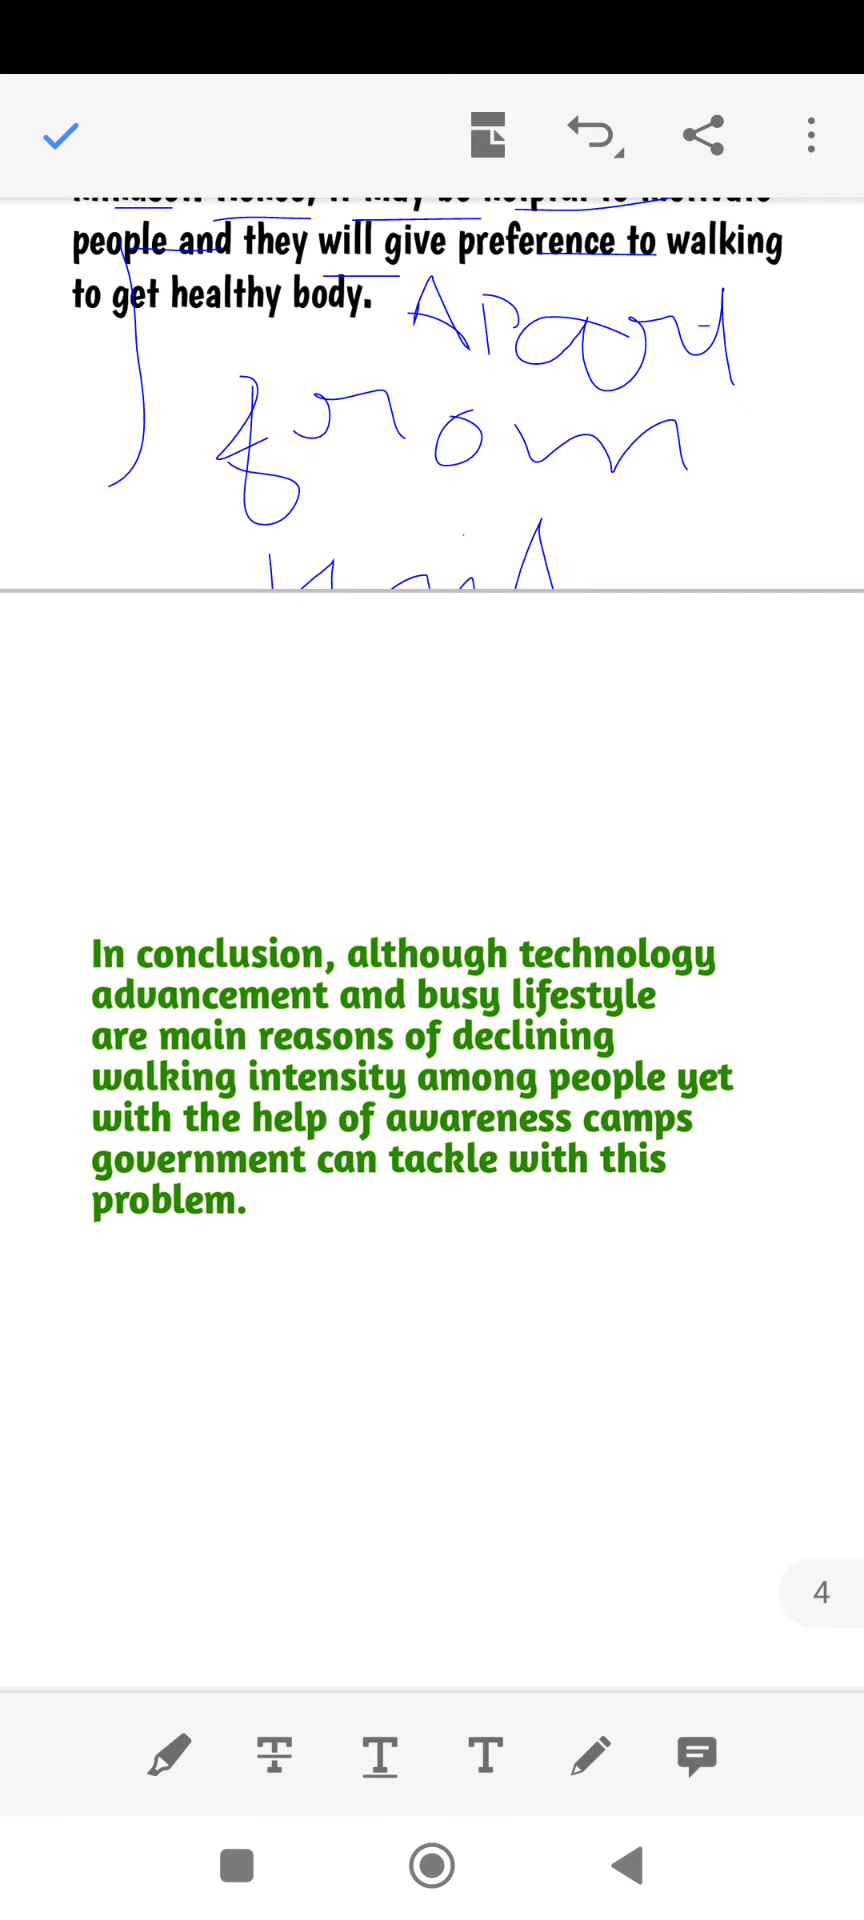 people and they will give preference to walking
to get healthy body.
from
In conclusion, although technology
advancement and busy lifestyle
are main reasons of declining
walking intensity among people yet
with the help of awareness camps
government can tackle with this
problem.
4